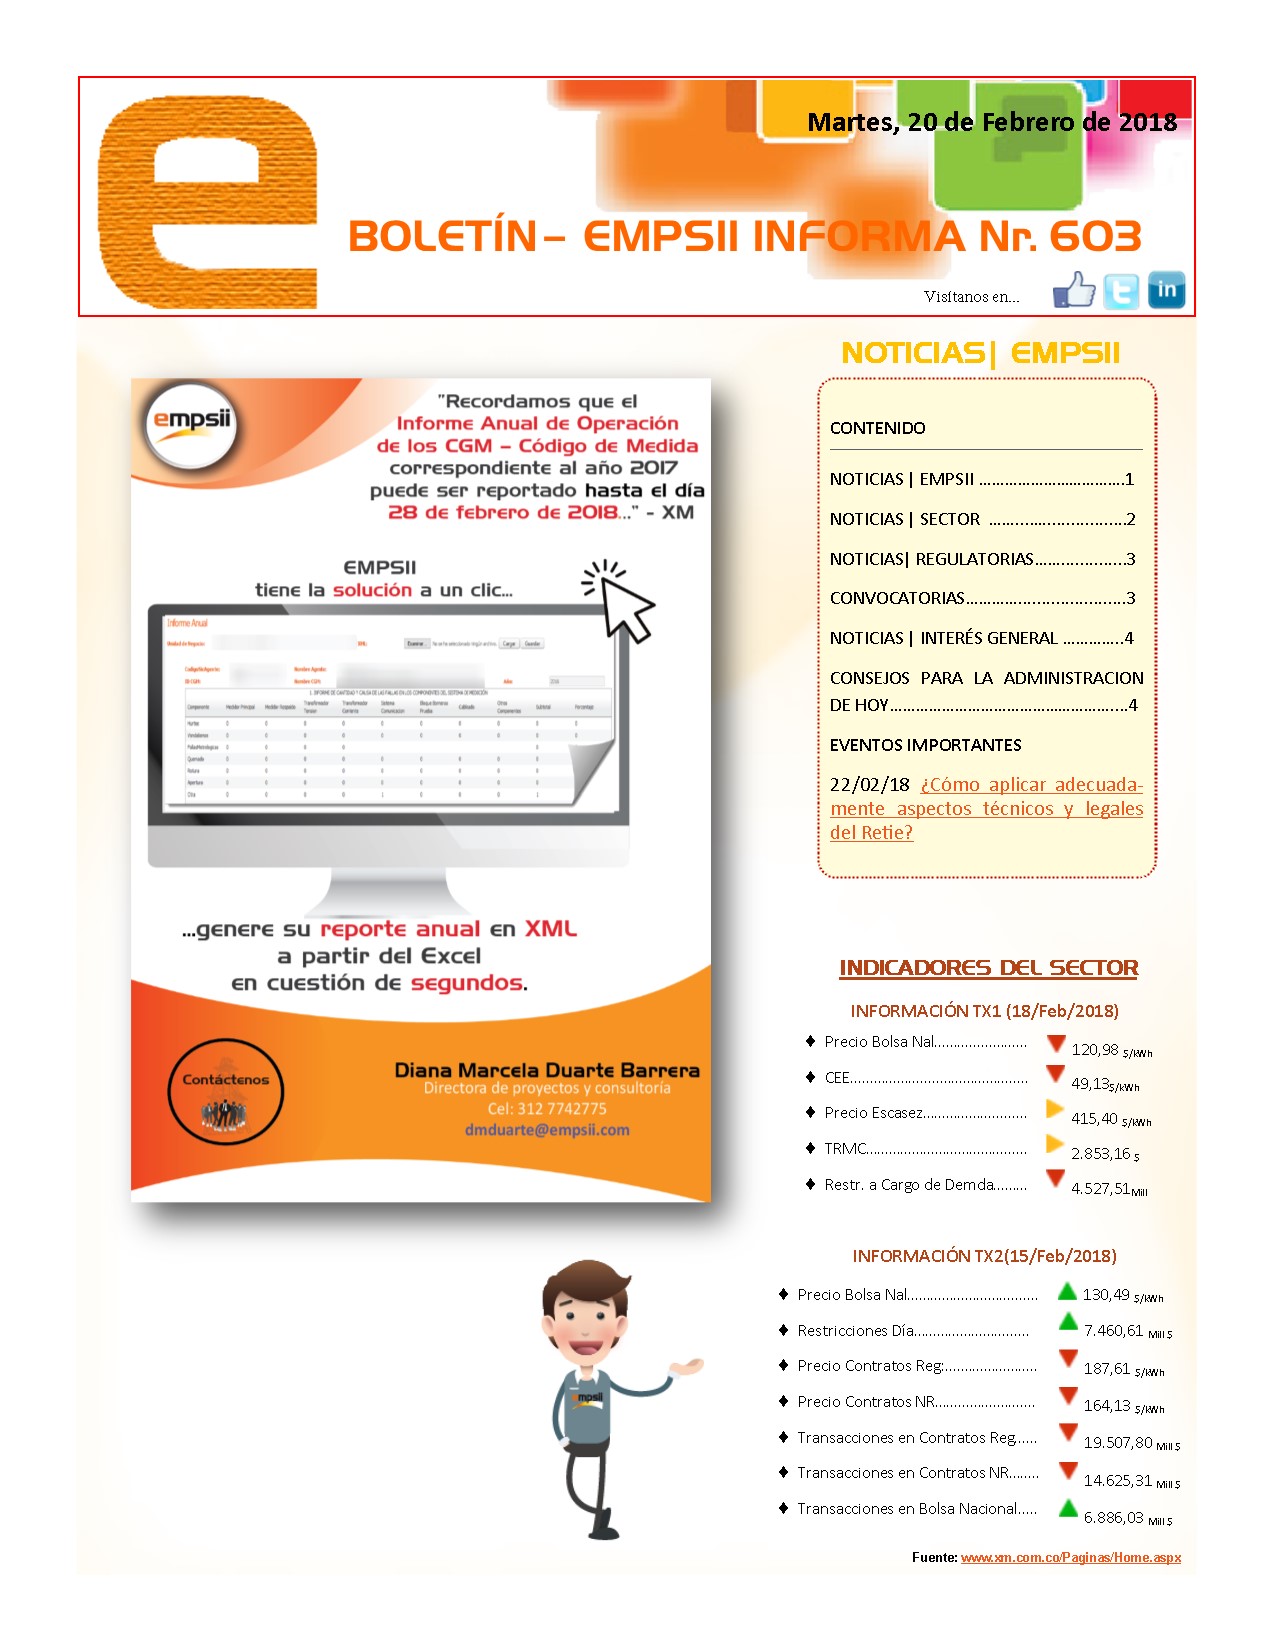 Martes, 20 de Febrero de 2018
BOLETÍN– EMPSII INFORMA Nr. 603
Visítanos en...
in
NOTICIAS| EMPSII
empsii
"Recordamos que el
Informe Anual de Operación
de los CGM – Código de Medida
correspondiente al año 2017
puede ser reportado hasta el día
28 de febrero de 2018..." - XM
EMPSII
tiene la solución a un clic...
Informe Anual
...genere su reporte anual en XML
a partir del Excel
en cuestión de segundos.
Contáctenos
Diana Marcela Duarte Barrera
Directora de proyectos y consultoría
Cel: 312 7742775
dmduarte@empsii.com
empsii
CONTENIDO
NOTICIAS | EMPSII ……………………………..1
NOTICIAS | SECTOR …..………………………2
NOTICIAS| REGULATORIAS…………………3
CONVOCATORIAS……………………………….3
NOTICIAS | INTERÉS GENERAL …………..4
CONSEJOS PARA LA ADMINISTRACION
DE HOY……………………………………………….4
EVENTOS IMPORTANTES
22/02/18 ¿Cómo aplicar adecuada-
mente aspectos técnicos y legales
del Retie?
INDICADORES DEL SECTOR
INFORMACIÓN TX1 (18/Feb/2018)
♦ Precio Bolsa Nal........................ 120,98 $/kWh
♦ CEE.............................................. 49,13$/kWh
♦ Precio Escasez........................... 415,40 $/kWh
♦ TRMC.......................................... 2.853,16 $
♦ Restr. a Cargo de Demda......... 4.527,51Mill
INFORMACIÓN TX2(15/Feb/2018)
♦ Precio Bolsa Nal.................................. 130,49 $/kWh
♦ Restricciones Día.............................. 7.460,61 Mill $
♦ Precio Contratos Reg:........................ 187,61 $/kWh
♦ Precio Contratos NR.......................... 164,13 $/kWh
♦ Transacciones en Contratos Reg...... 19.507,80 Mill $
♦ Transacciones en Contratos NR........ 14.625,31 Mill $
♦ Transacciones en Bolsa Nacional..... 6.886,03 Mill $
Fuente: www.xm.com.co/Paginas/Home.aspx